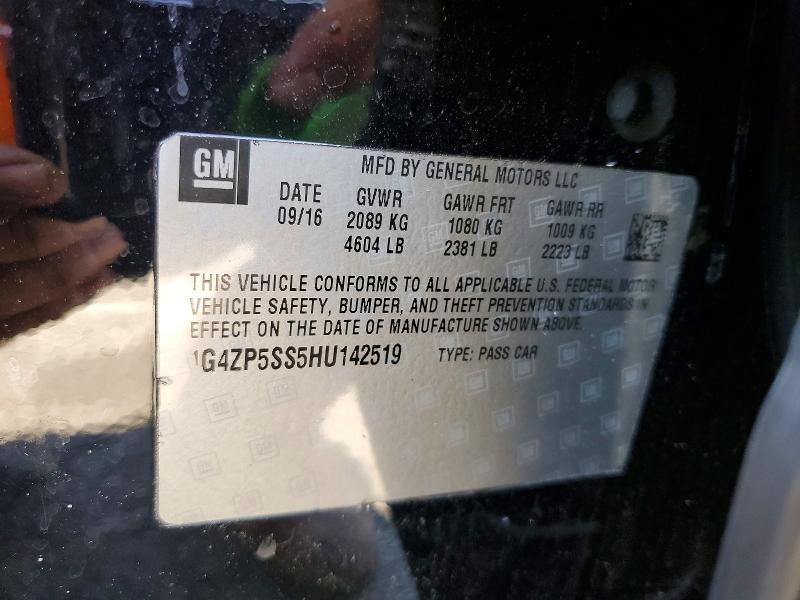 GM
MFD BY GENERAL MOTORS LLC
DATE GVWR GAWR FRT GAWR RR
09/16 2089 KG 1080 KG 1009 KG
4604 LB 2381 LB 2223 LB
THIS VEHICLE CONFORMS TO ALL APPLICABLE U.S. FEDERAL MOTOR
VEHICLE SAFETY, BUMPER, AND THEFT PREVENTION STANDARDS IN
EFFECT ON THE DATE OF MANUFACTURE SHOWN ABOVE.
1G4ZP5SS5HU142519 TYPE: PASS CAR